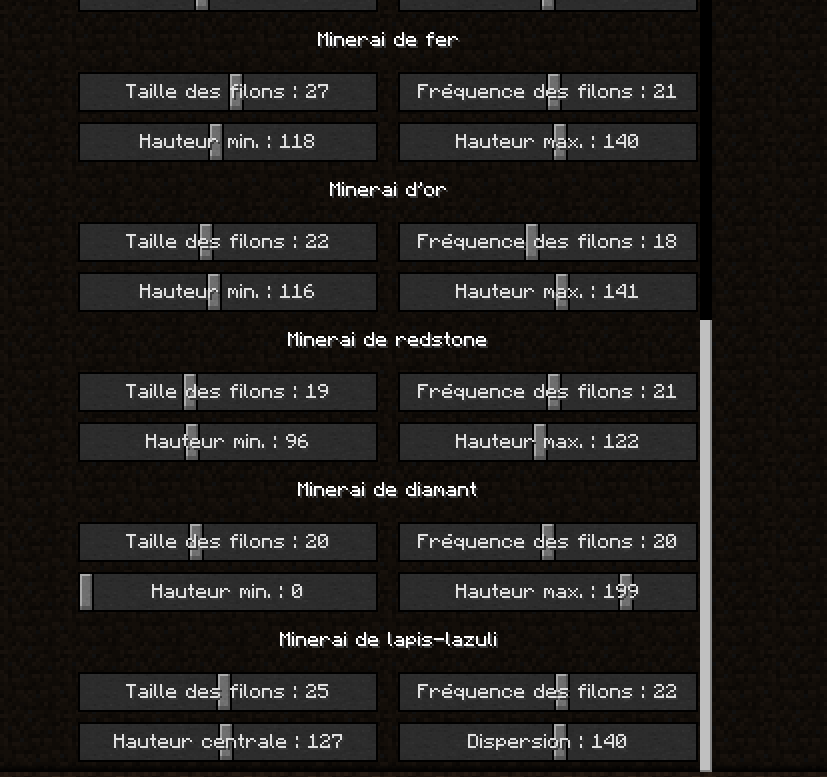 Minerai de fer
Taille des filons : 27 Fréquence des filons : 21
Hauteur min. : 118 Hauteur max. : 140
Minerai d'or
Taille des filons : 22 Fréquence des filons : 18
Hauteur min. : 116 Hauteur max. : 141
Minerai de redstone
Taille des filons : 19 Fréquence des filons : 21
Hauteur min. : 96 Hauteur max. : 122
Minerai de diamant
Taille des filons : 20 Fréquence des filons : 20
Hauteur min. : 0 Hauteur max. : 199
Minerai de lapis-lazuli
Taille des filons : 25 Fréquence des filons : 22
Hauteur centrale : 127 Dispersion : 140